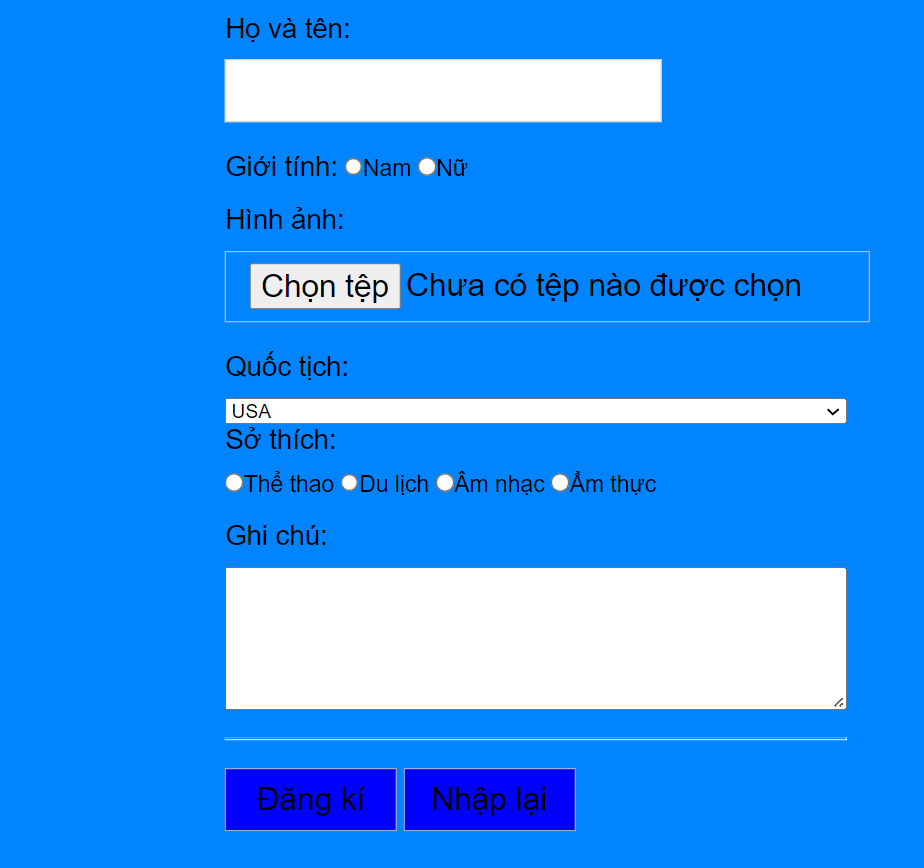 Họ và tên:
Giới tính: Nam Nữ
Hình ảnh:
Chọn tệp Chưa có tệp nào được chọn
Quốc tịch:
USA
Sở thích:
Thể thao Du lịch Âm nhạc Ẩm thực
Ghi chú:
Đăng kí Nhập lại